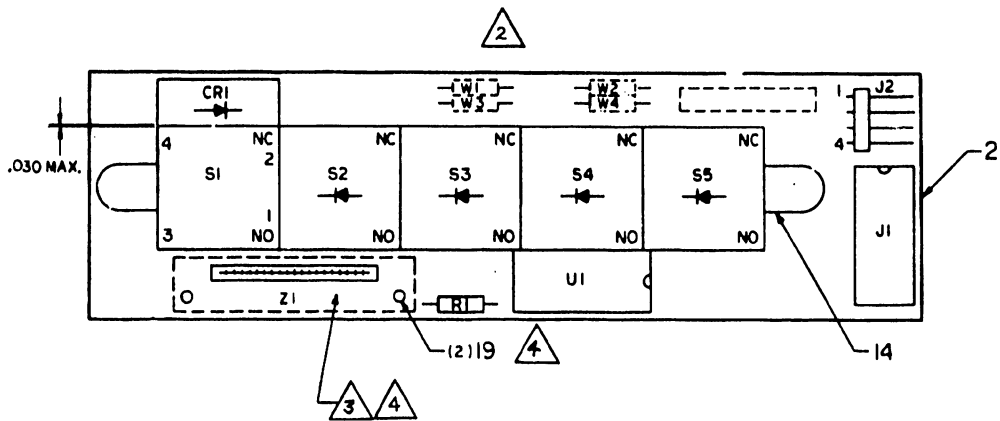 2
CR1
W1
W3
W2
W4
1
J2
4
.030 MAX.
4
NC
2
S1
1
3
NO
NC
S2
NO
NC
S3
NO
NC
S4
NO
NC
S5
NO
2
J1
Z1
R1
U1
(2)19
4
14
3
4